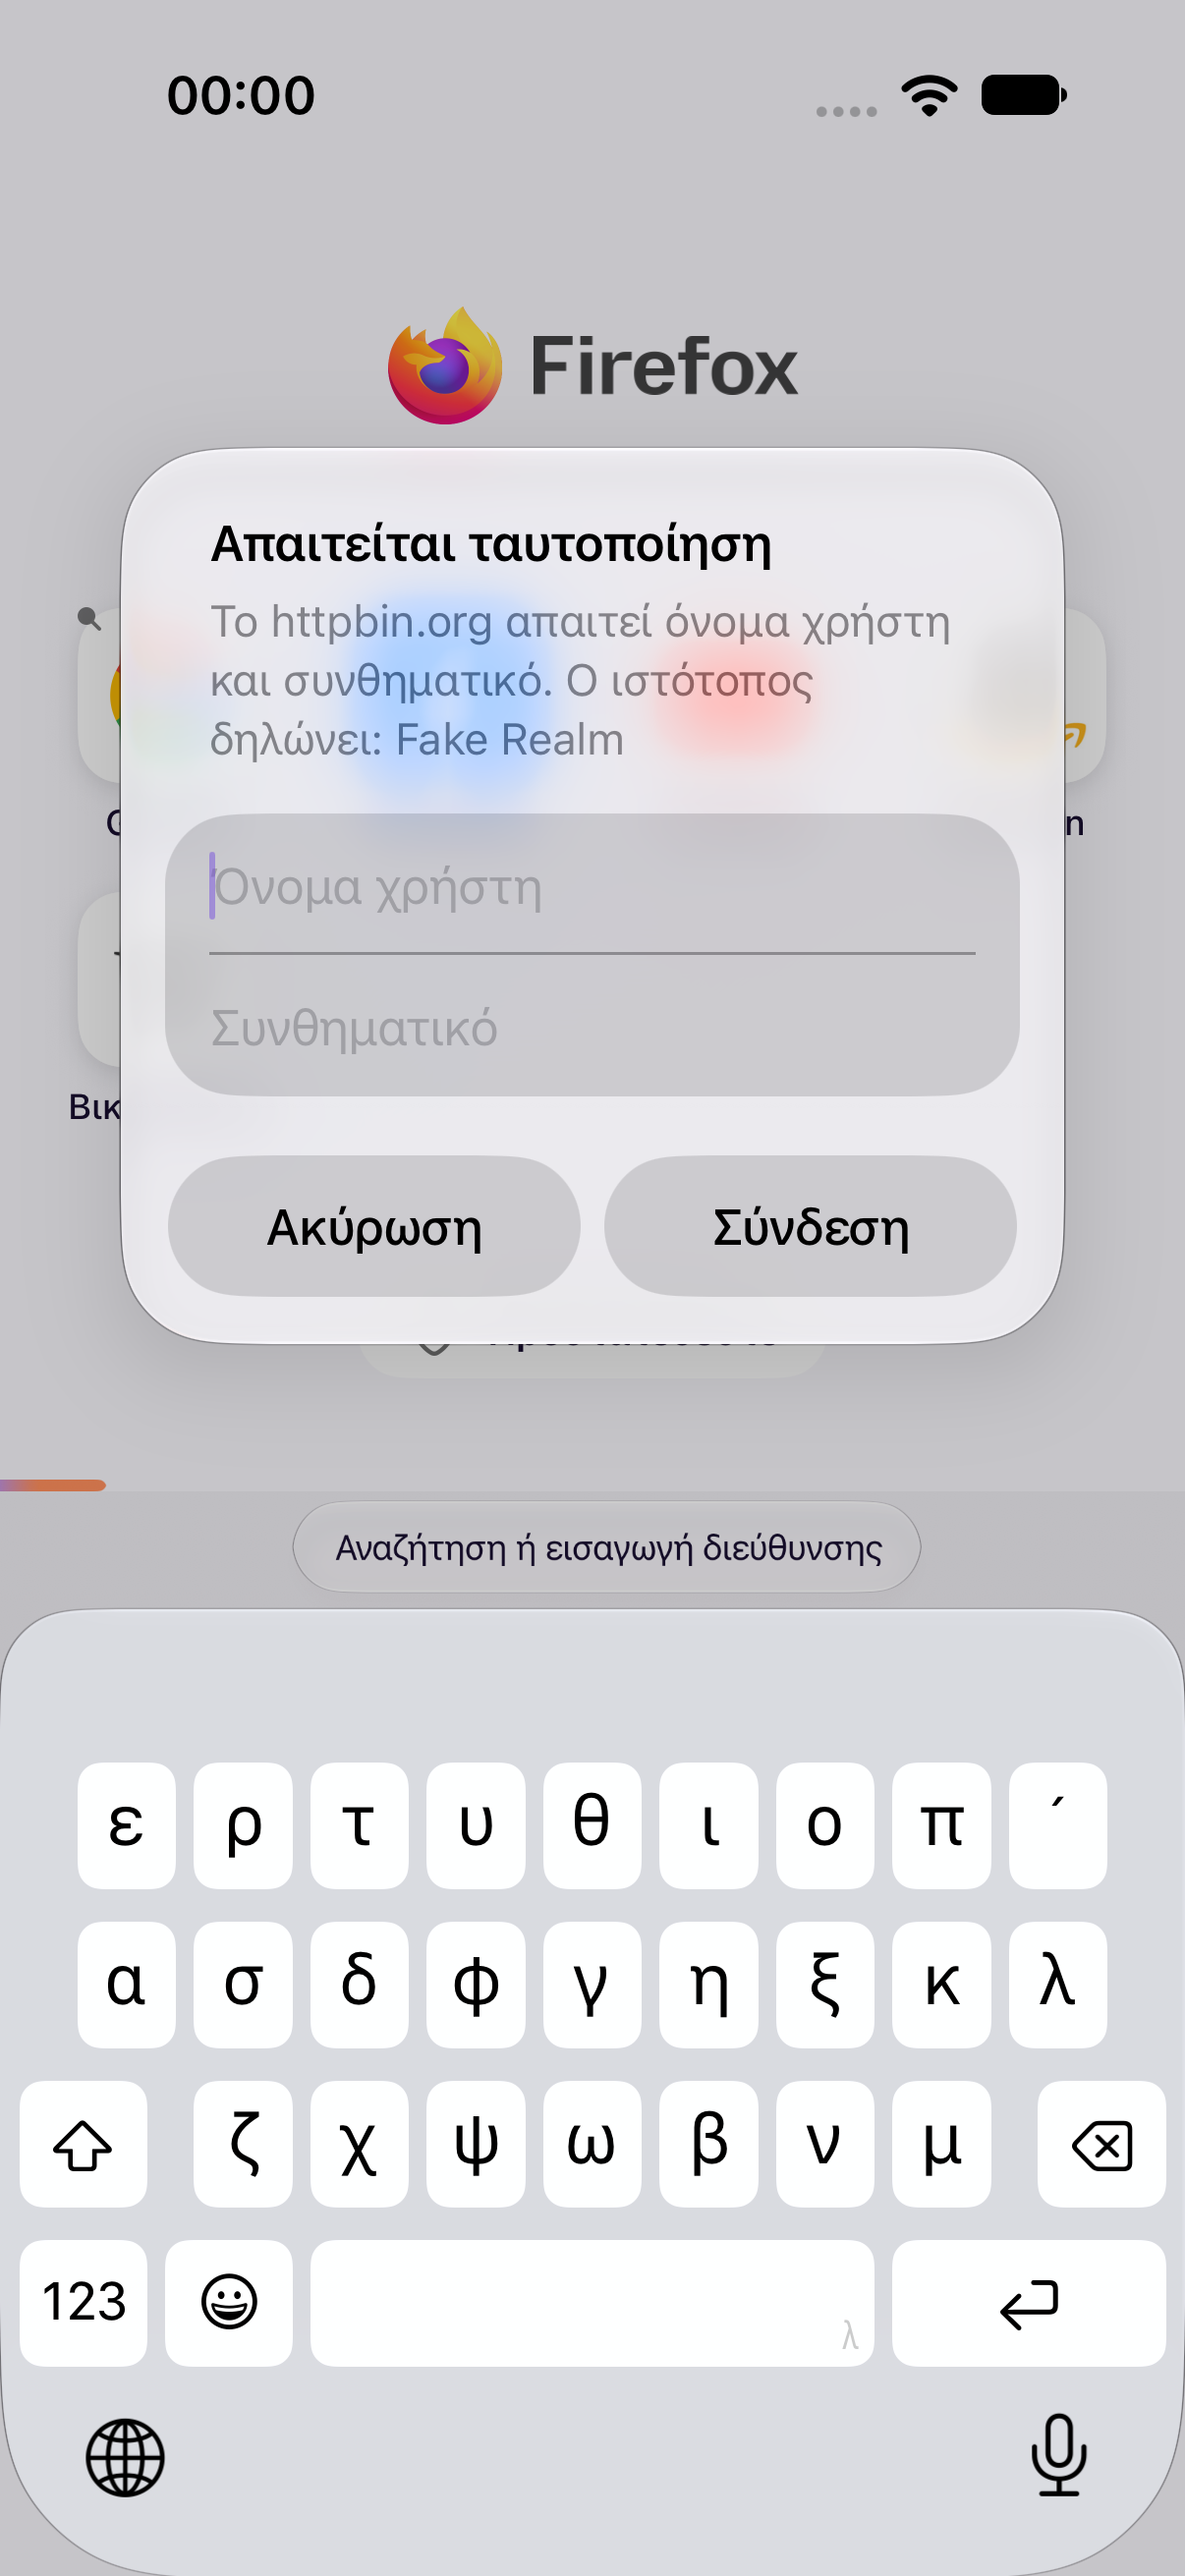 00:00
Firefox
Απαιτείται ταυτοποίηση
Το httpbin.org απαιτεί όνομα χρήστη
και συνθηματικό. Ο ιστότοπος
δηλώνει: Fake Realm
Όνομα χρήστη
Συνθηματικό
Ακύρωση
Σύνδεση
Αναζήτηση ή εισαγωγή διεύθυνσης
ε ρ τ υ θ ι ο π ´
α σ δ φ γ η ξ κ λ
ζ χ ψ ω β ν μ
123
λ